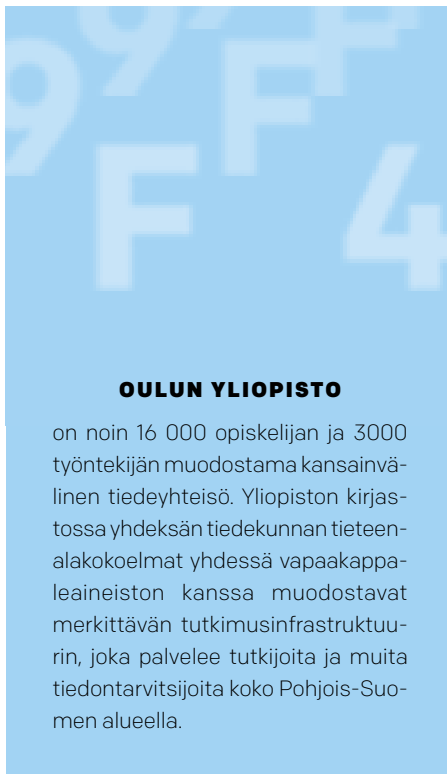 99FF
F
F 4
OULUN YLIOPISTO
on noin 16 000 opiskelijan ja 3000
työntekijän muodostama kansainvä-
linen tiedeyhteisö. Yliopiston kirjas-
tossa yhdeksän tiedekunnan tieteen-
alakokoelmat yhdessä vapaakappa-
leaineiston kanssa muodostavat
merkittävän tutkimusinfrastruktuu-
rin, joka palvelee tutkijoita ja muita
tiedontarvitsijoita koko Pohjois-Suo-
men alueella.